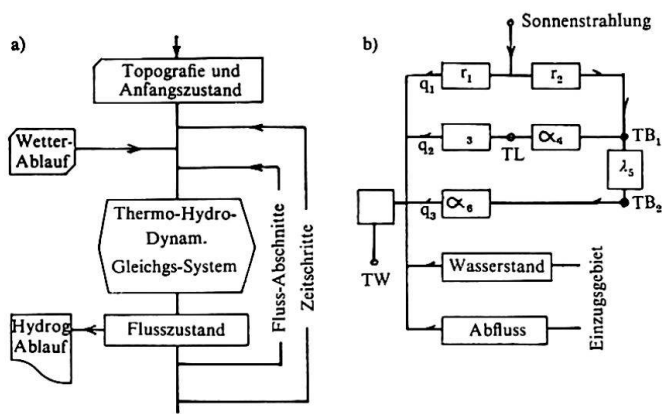 a)
Topografie und
Anfangszustand
Wetter-
Ablauf
Thermo-Hydro-
Dynam.
Gleichgs-System
Hydrog
Ablauf
Flusszustand
Fluss-Abschnitte
Zeitschritte
b)
Sonnenstrahlung
r₁
r₂
q₁
q₂
3
TL
α₄
TB₁
λ₅
q₃
α₆
TB₂
TW
Wasserstand
Abfluss
Einzugsgebiet